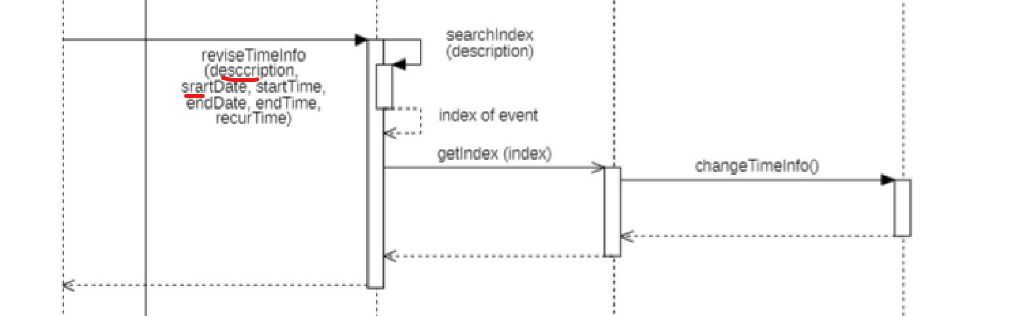 searchIndex
(description)
reviseTimeInfo
(desccription,
srartDate, startTime,
endDate, endTime,
recurTime)
index of event
getIndex (index)
changeTimeInfo()